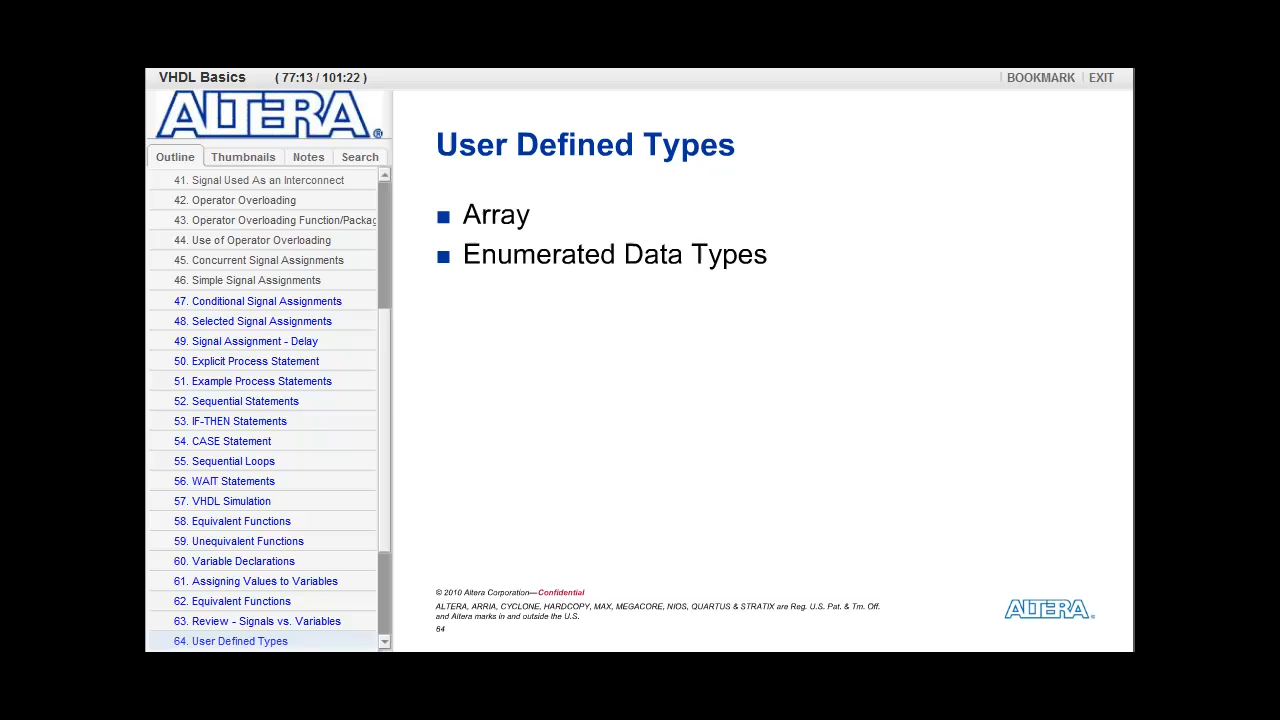 VHDL Basics ( 77:13 / 101:22 )
BOOKMARK EXIT
ALTERA®
Outline Thumbnails Notes Search
41. Signal Used As an Interconnect
42. Operator Overloading
43. Operator Overloading Function/Packag
44. Use of Operator Overloading
45. Concurrent Signal Assignments
46. Simple Signal Assignments
47. Conditional Signal Assignments
48. Selected Signal Assignments
49. Signal Assignment - Delay
50. Explicit Process Statement
51. Example Process Statements
52. Sequential Statements
53. IF-THEN Statements
54. CASE Statement
55. Sequential Loops
56. WAIT Statements
57. VHDL Simulation
58. Equivalent Functions
59. Unequivalent Functions
60. Variable Declarations
61. Assigning Values to Variables
62. Equivalent Functions
63. Review - Signals vs. Variables
64. User Defined Types
User Defined Types
■ Array
■ Enumerated Data Types
© 2010 Altera Corporation—Confidential
ALTERA, ARRIA, CYCLONE, HARDCOPY, MAX, MEGACORE, NIOS, QUARTUS & STRATIX are Reg. U.S. Pat. & Tm. Off.
and Altera marks in and outside the U.S.
64
ALTERA®